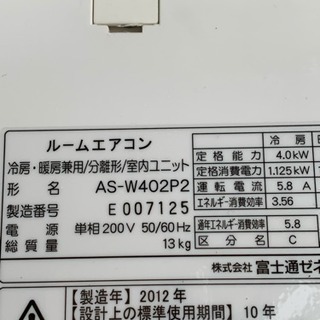 ルームエアコン
冷房・暖房兼用/分離形/室内ユニット
形 名 AS-W402P2
製造番号 E 007125
電 源 単相200V 50/60Hz
総 質 量 13kg
冷 房
定 格 能 力 4.0kW
定格消費電力 1.125kW
運 転 電 流 5.8 A
エネルギー消費効率 3.56
通年エネルギー消費効率 5.8
区 分 名 C
株式会社 富士通ゼネ
【製造年】2012年
【設計上の標準使用期間】10年